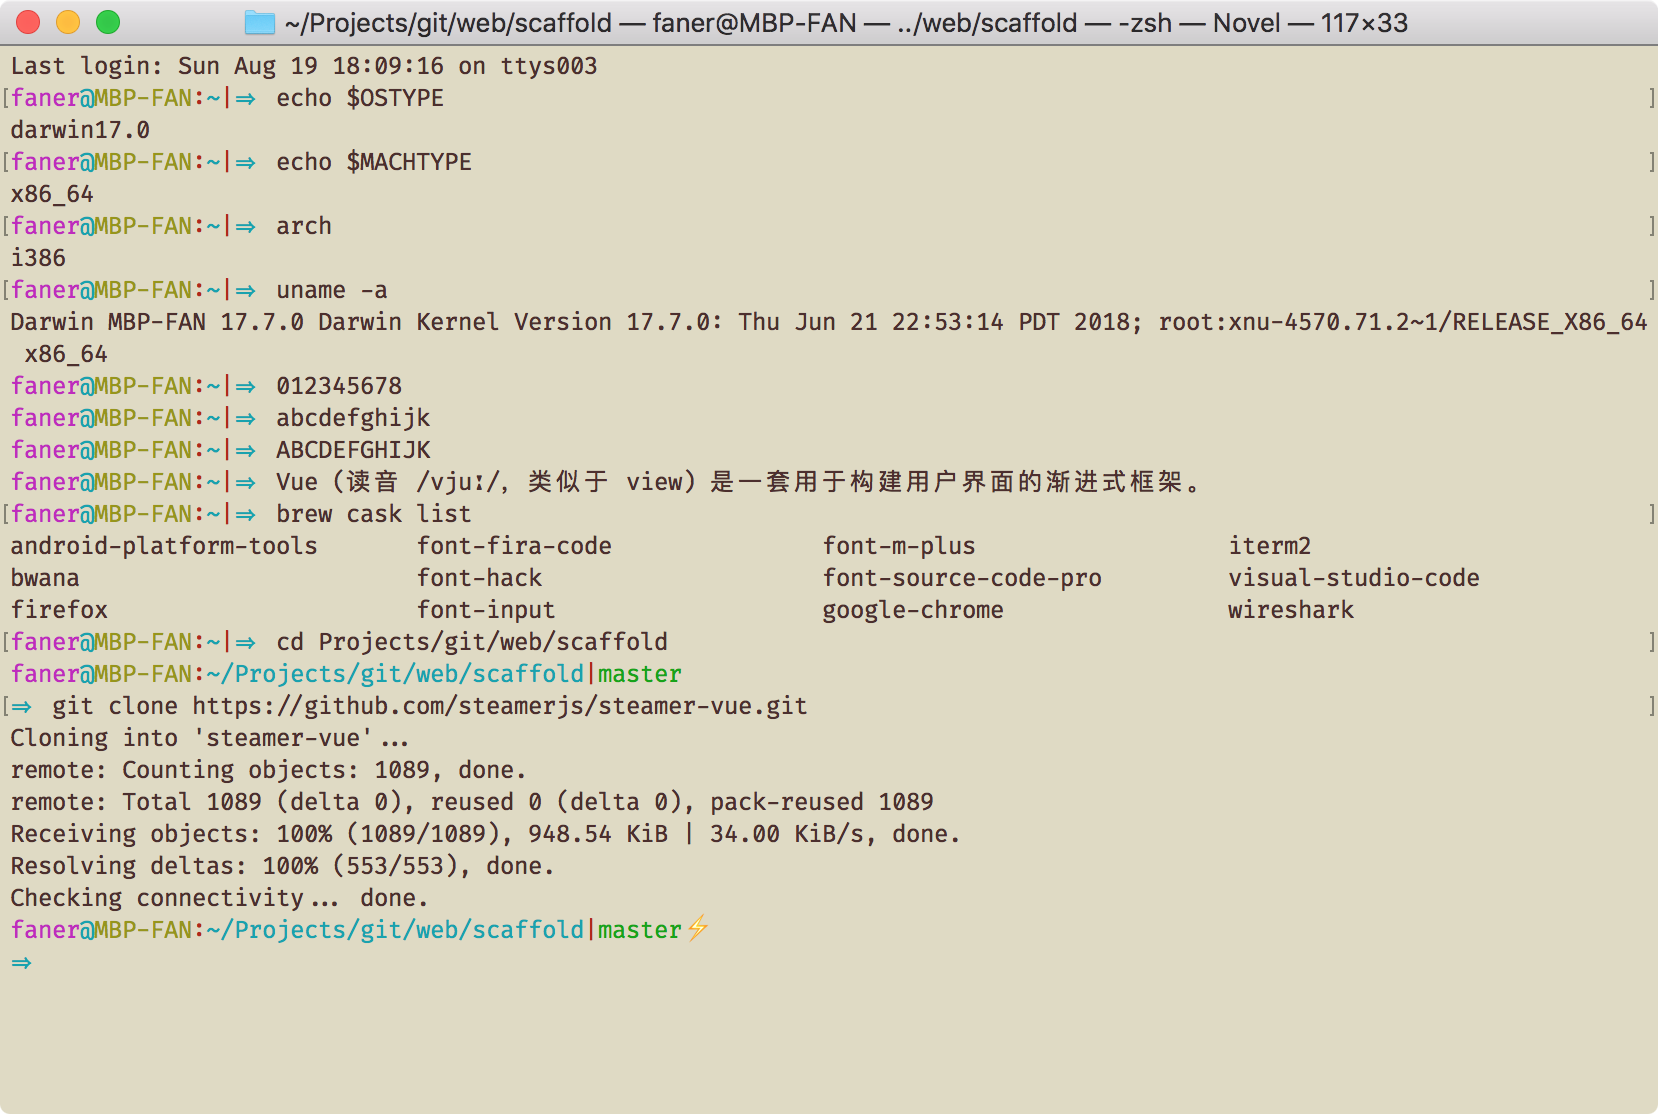 ~/Projects/git/web/scaffold — faner@MBP-FAN — ../web/scaffold — -zsh — Novel — 117×33
Last login: Sun Aug 19 18:09:16 on ttys003
[faner@MBP-FAN:~|⇒  echo $OSTYPE ]
darwin17.0
[faner@MBP-FAN:~|⇒  echo $MACHTYPE ]
x86_64
[faner@MBP-FAN:~|⇒  arch ]
i386
[faner@MBP-FAN:~|⇒  uname -a ]
Darwin MBP-FAN 17.7.0 Darwin Kernel Version 17.7.0: Thu Jun 21 22:53:14 PDT 2018; root:xnu-4570.71.2~1/RELEASE_X86_64
 x86_64
faner@MBP-FAN:~|⇒  012345678
faner@MBP-FAN:~|⇒  abcdefghijk
faner@MBP-FAN:~|⇒  ABCDEFGHIJK
faner@MBP-FAN:~|⇒  Vue (读音 /vjuː/, 类似于 view) 是一套用于构建用户界面的渐进式框架。
[faner@MBP-FAN:~|⇒  brew cask list ]
android-platform-tools font-fira-code font-m-plus iterm2
bwana font-hack font-source-code-pro visual-studio-code
firefox font-input google-chrome wireshark
[faner@MBP-FAN:~|⇒  cd Projects/git/web/scaffold ]
faner@MBP-FAN:~/Projects/git/web/scaffold|master
[⇒  git clone https://github.com/steamerjs/steamer-vue.git ]
Cloning into 'steamer-vue'...
remote: Counting objects: 1089, done.
remote: Total 1089 (delta 0), reused 0 (delta 0), pack-reused 1089
Receiving objects: 100% (1089/1089), 948.54 KiB | 34.00 KiB/s, done.
Resolving deltas: 100% (553/553), done.
Checking connectivity... done.
faner@MBP-FAN:~/Projects/git/web/scaffold|master⚡
⇒